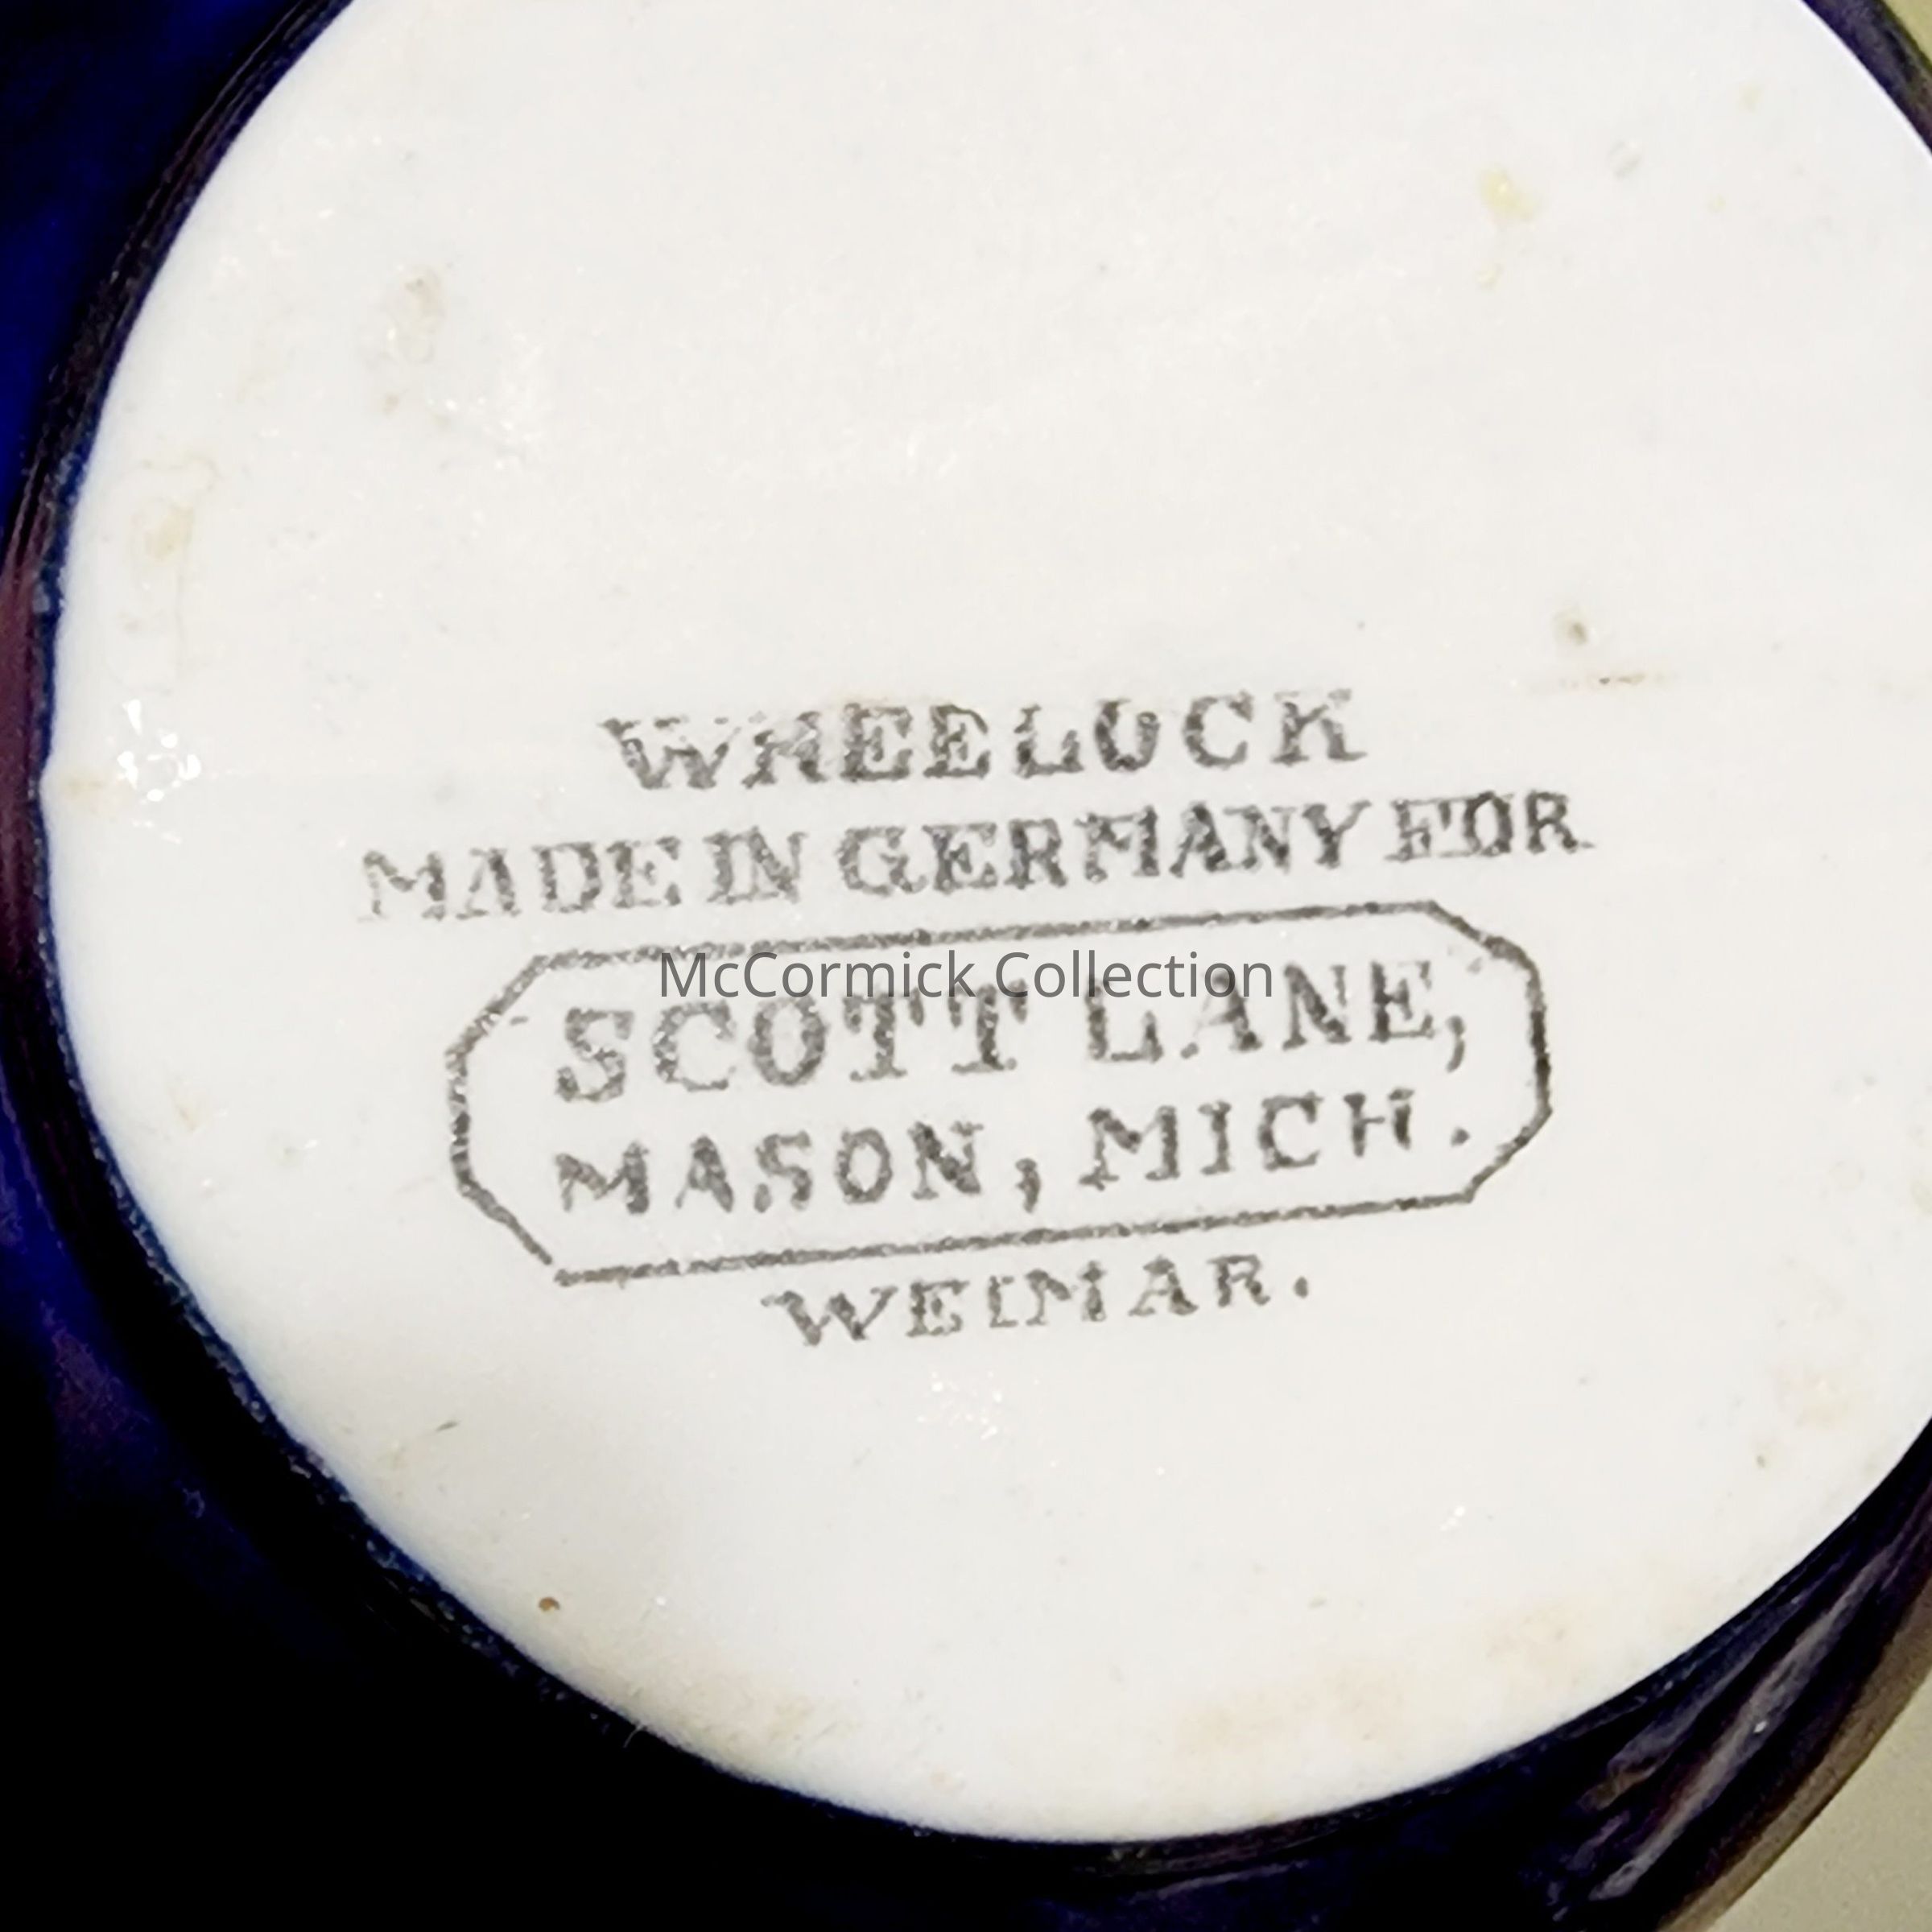 WHEELOCK
MADE IN GERMANY FOR
McCormick Collection
SCOTT LANE,
MASON, MICH.
WEIMAR.